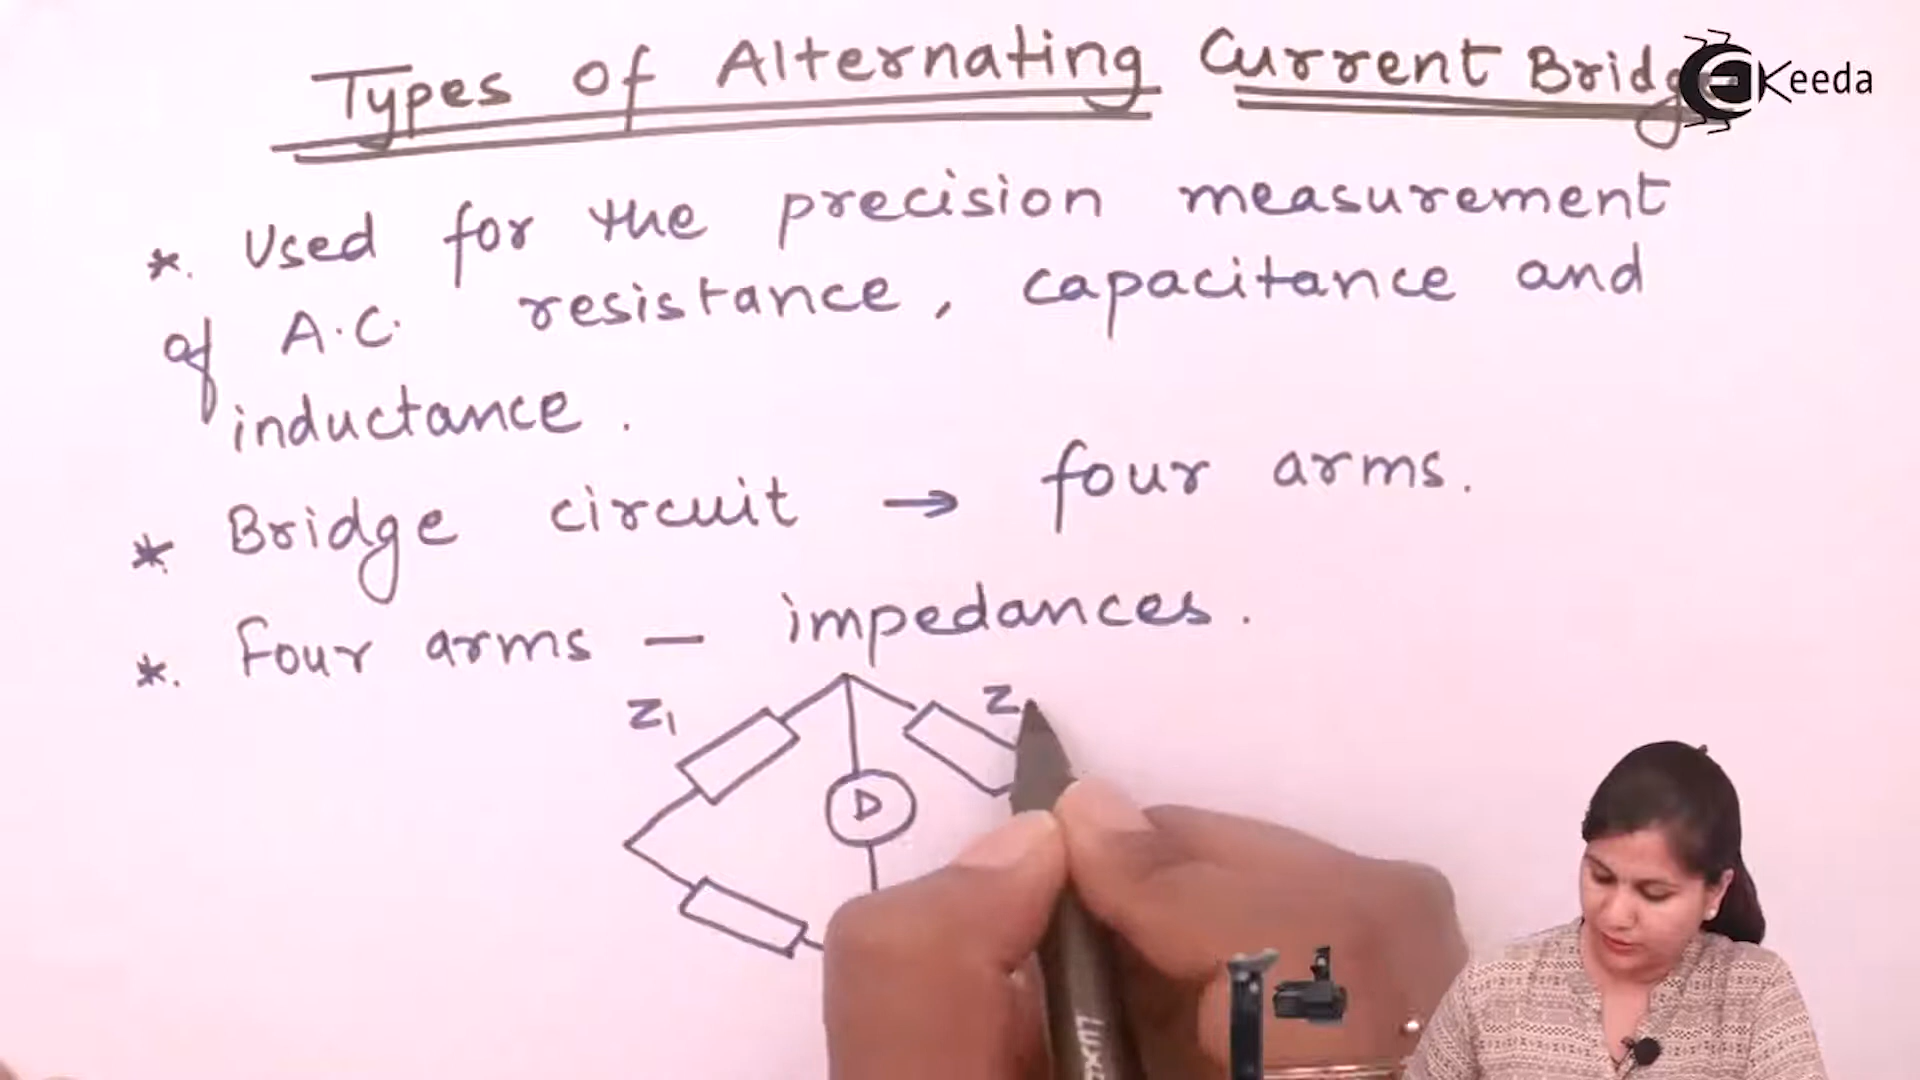 Types of Alternating Current Bridg
Keeda
*. Used for the precision measurement
of A.C. resistance, capacitance and
inductance.
* Bridge circuit → four arms.
*. Four arms — impedances.
Z1
Z
D
LUX